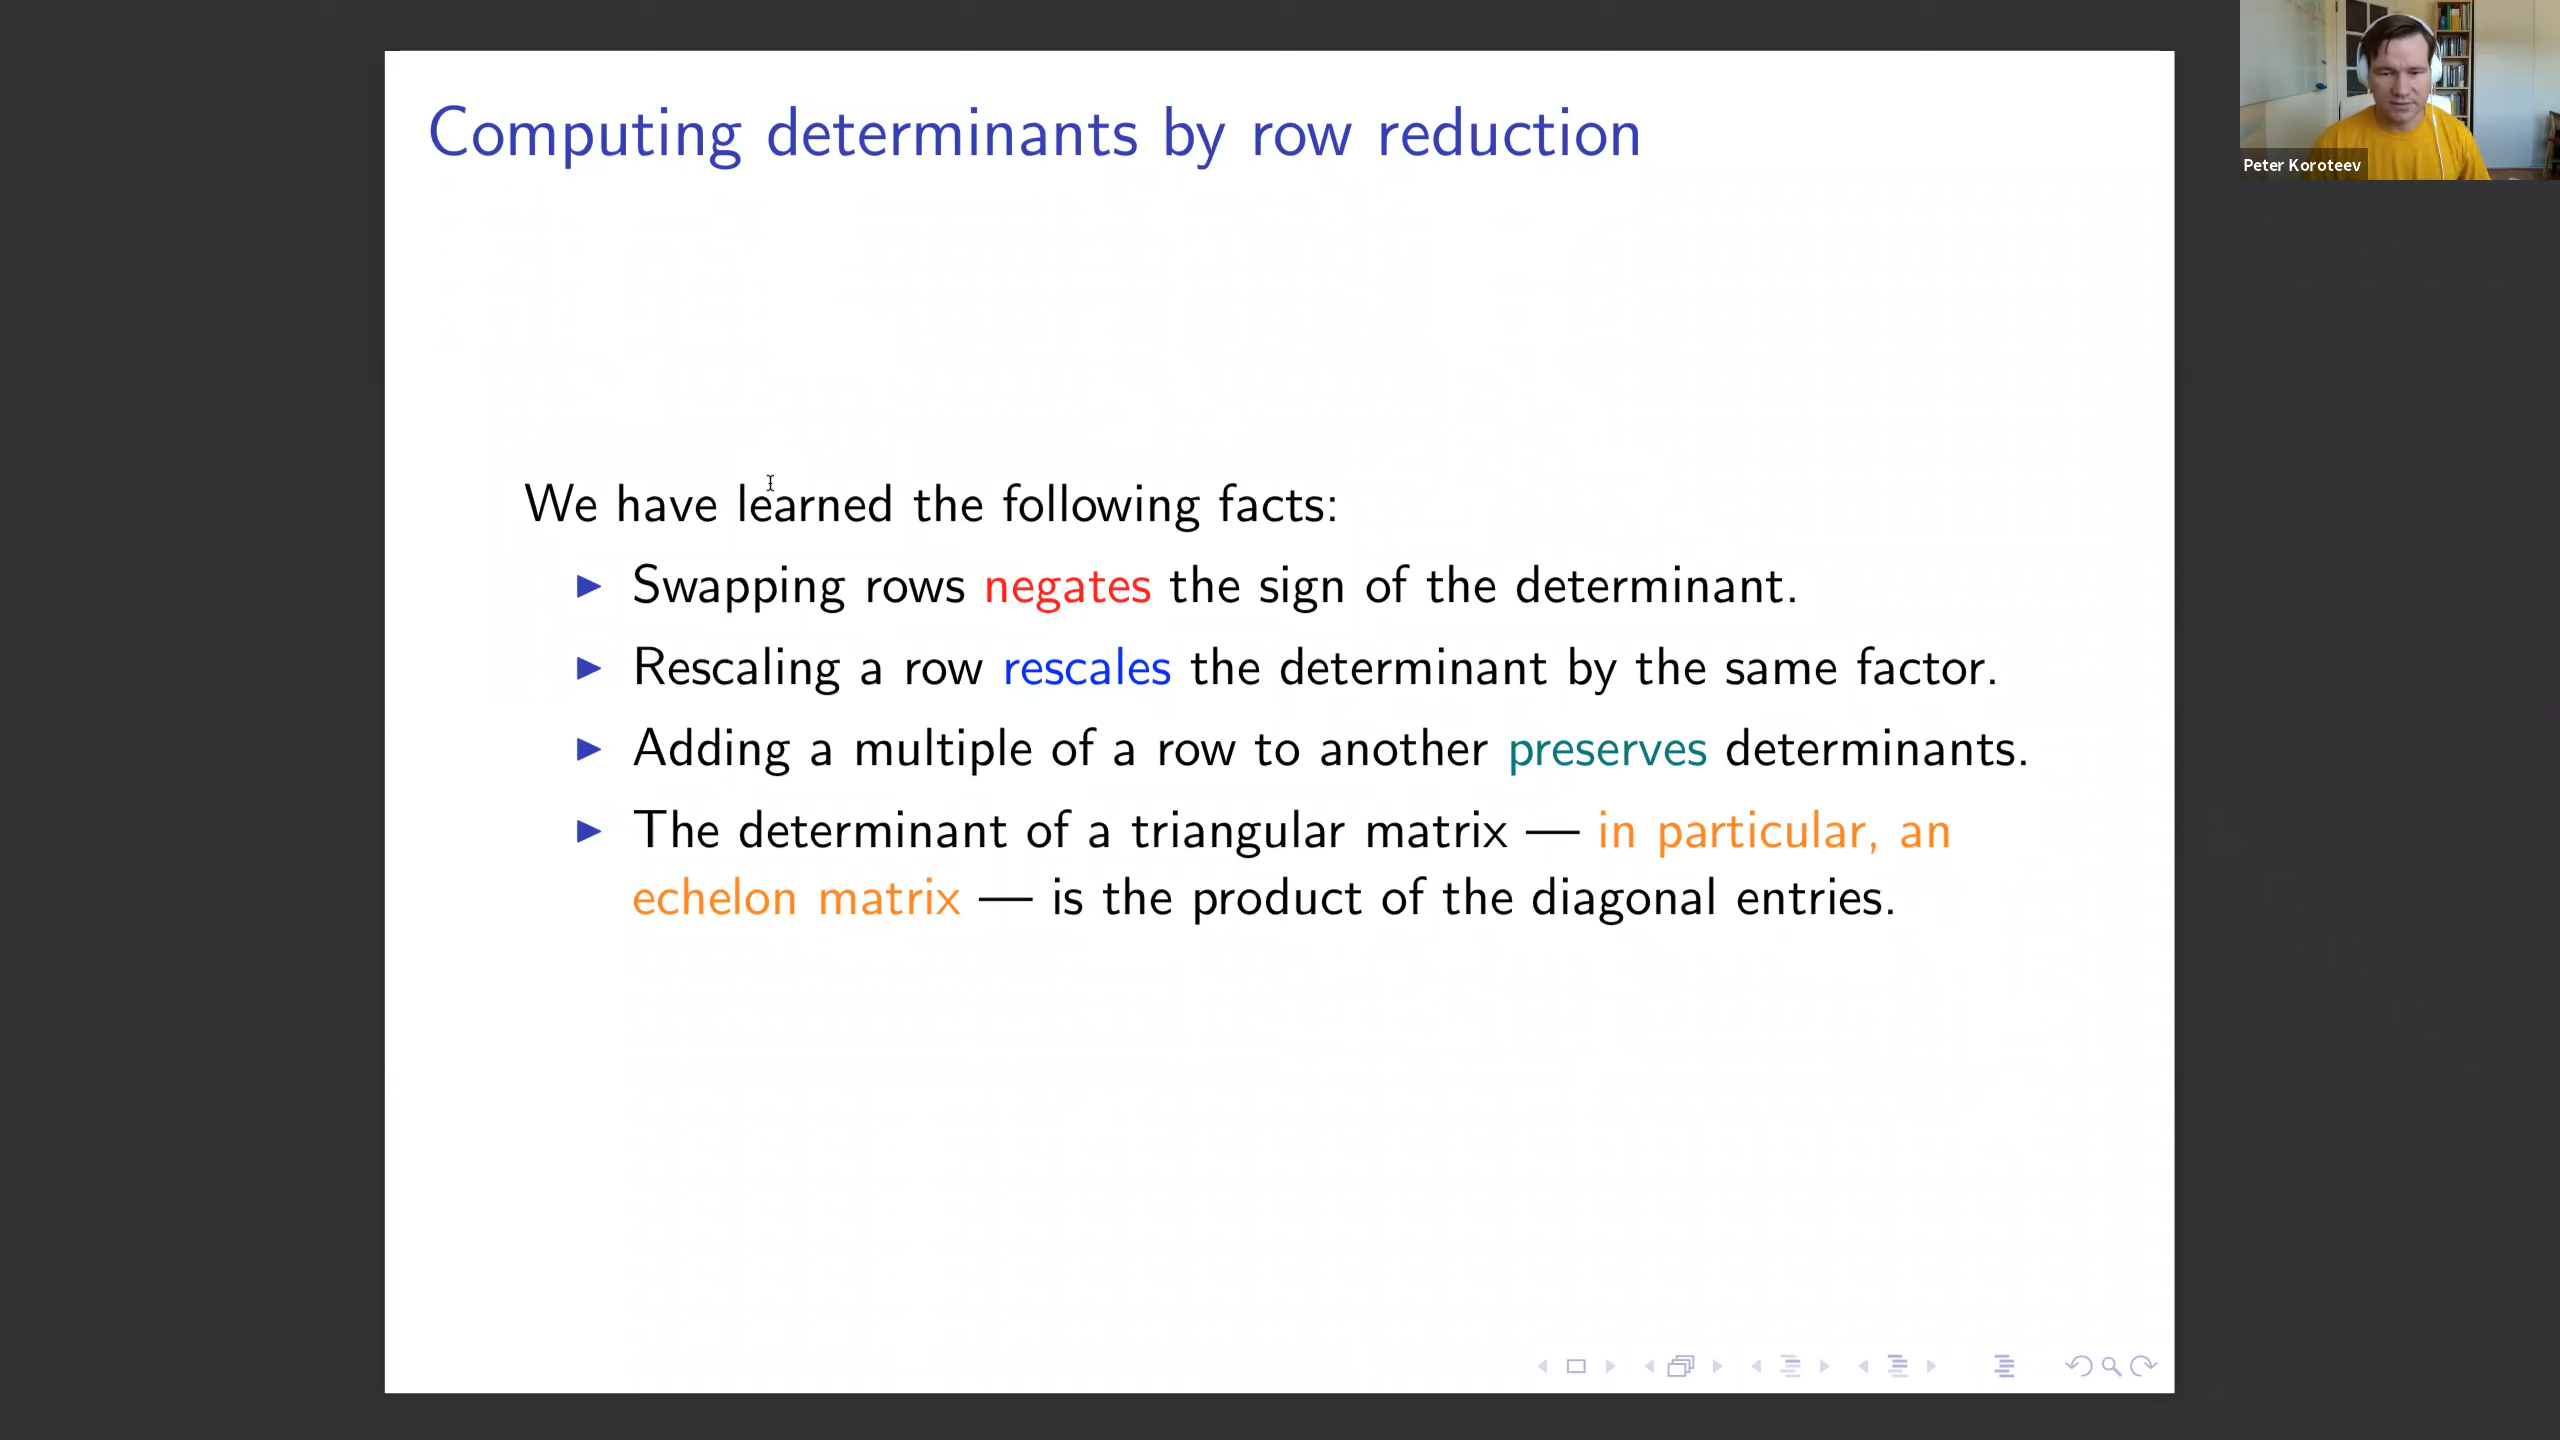 Computing determinants by row reduction
We have learned the following facts:
Swapping rows negates the sign of the determinant.
Rescaling a row rescales the determinant by the same factor.
Adding a multiple of a row to another preserves determinants.
The determinant of a triangular matrix — in particular, an
echelon matrix — is the product of the diagonal entries.
Peter Koroteev